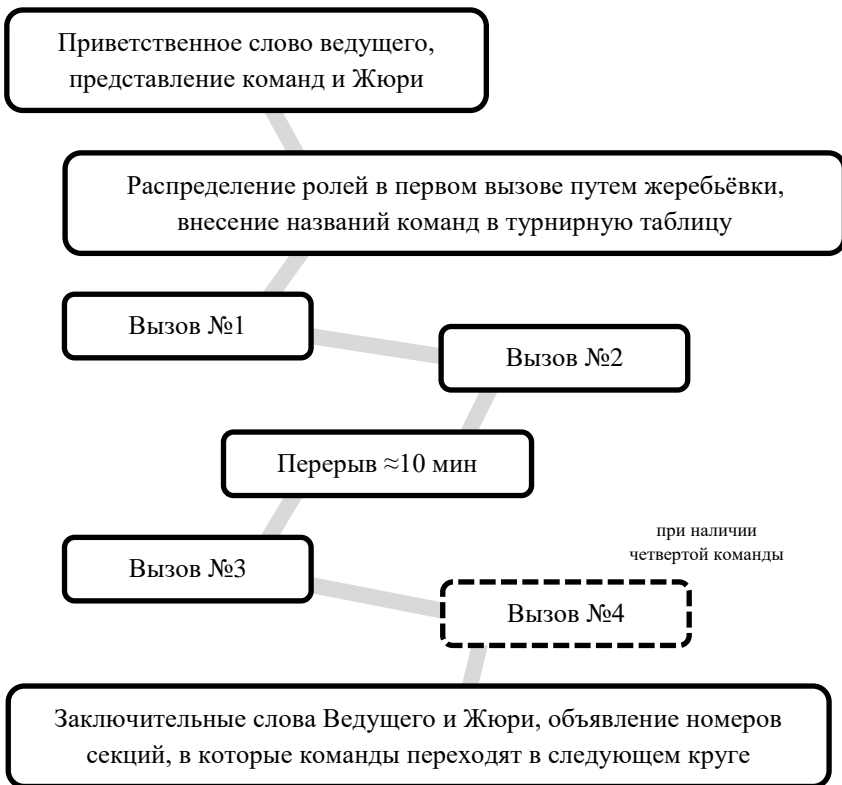 Приветственное слово ведущего,
представление команд и Жюри
Распределение ролей в первом вызове путем жеребьёвки,
внесение названий команд в турнирную таблицу
Вызов №1
Вызов №2
Перерыв ≈10 мин
Вызов №3
при наличии
четвертой команды
Вызов №4
Заключительные слова Ведущего и Жюри, объявление номеров
секций, в которые команды переходят в следующем круге